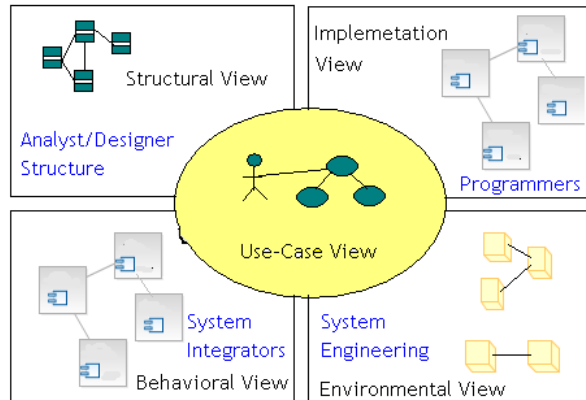 Structural View
Analyst/Designer
Structure
Implemetation
View
Programmers
Use-Case View
System
Integrators
Behavioral View
System
Engineering
Environmental View